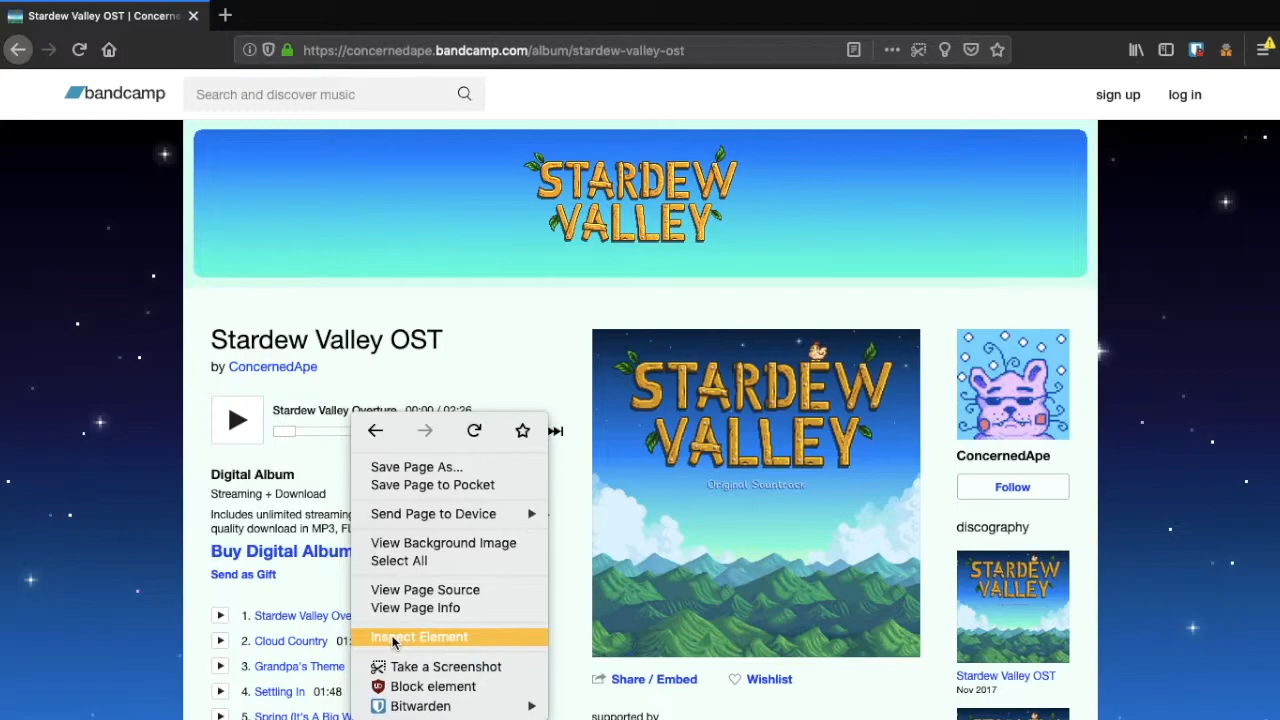 Stardew Valley OST | Concerne
https://concernedape.bandcamp.com/album/stardew-valley-ost
bandcamp
Search and discover music
sign up
log in
STARDEW
VALLEY
Stardew Valley OST
by ConcernedApe
Stardew Valley Overture 00:00 / 02:26
Digital Album
Streaming + Download
Includes unlimited streaming
quality download in MP3, FL
Buy Digital Album
Send as Gift
1. Stardew Valley Ove
2. Cloud Country 01:
3. Grandpa's Theme
4. Settling In 01:48
5. Spring (It's A Big W
Save Page As...
Save Page to Pocket
Send Page to Device
View Background Image
Select All
View Page Source
View Page Info
Inspect Element
Take a Screenshot
Block element
Bitwarden
STARDEW
VALLEY
Original Soundtrack
Share / Embed
Wishlist
supported by
ConcernedApe
Follow
discography
STARDEW
VALLEY
Stardew Valley OST
Nov 2017
STARDEW